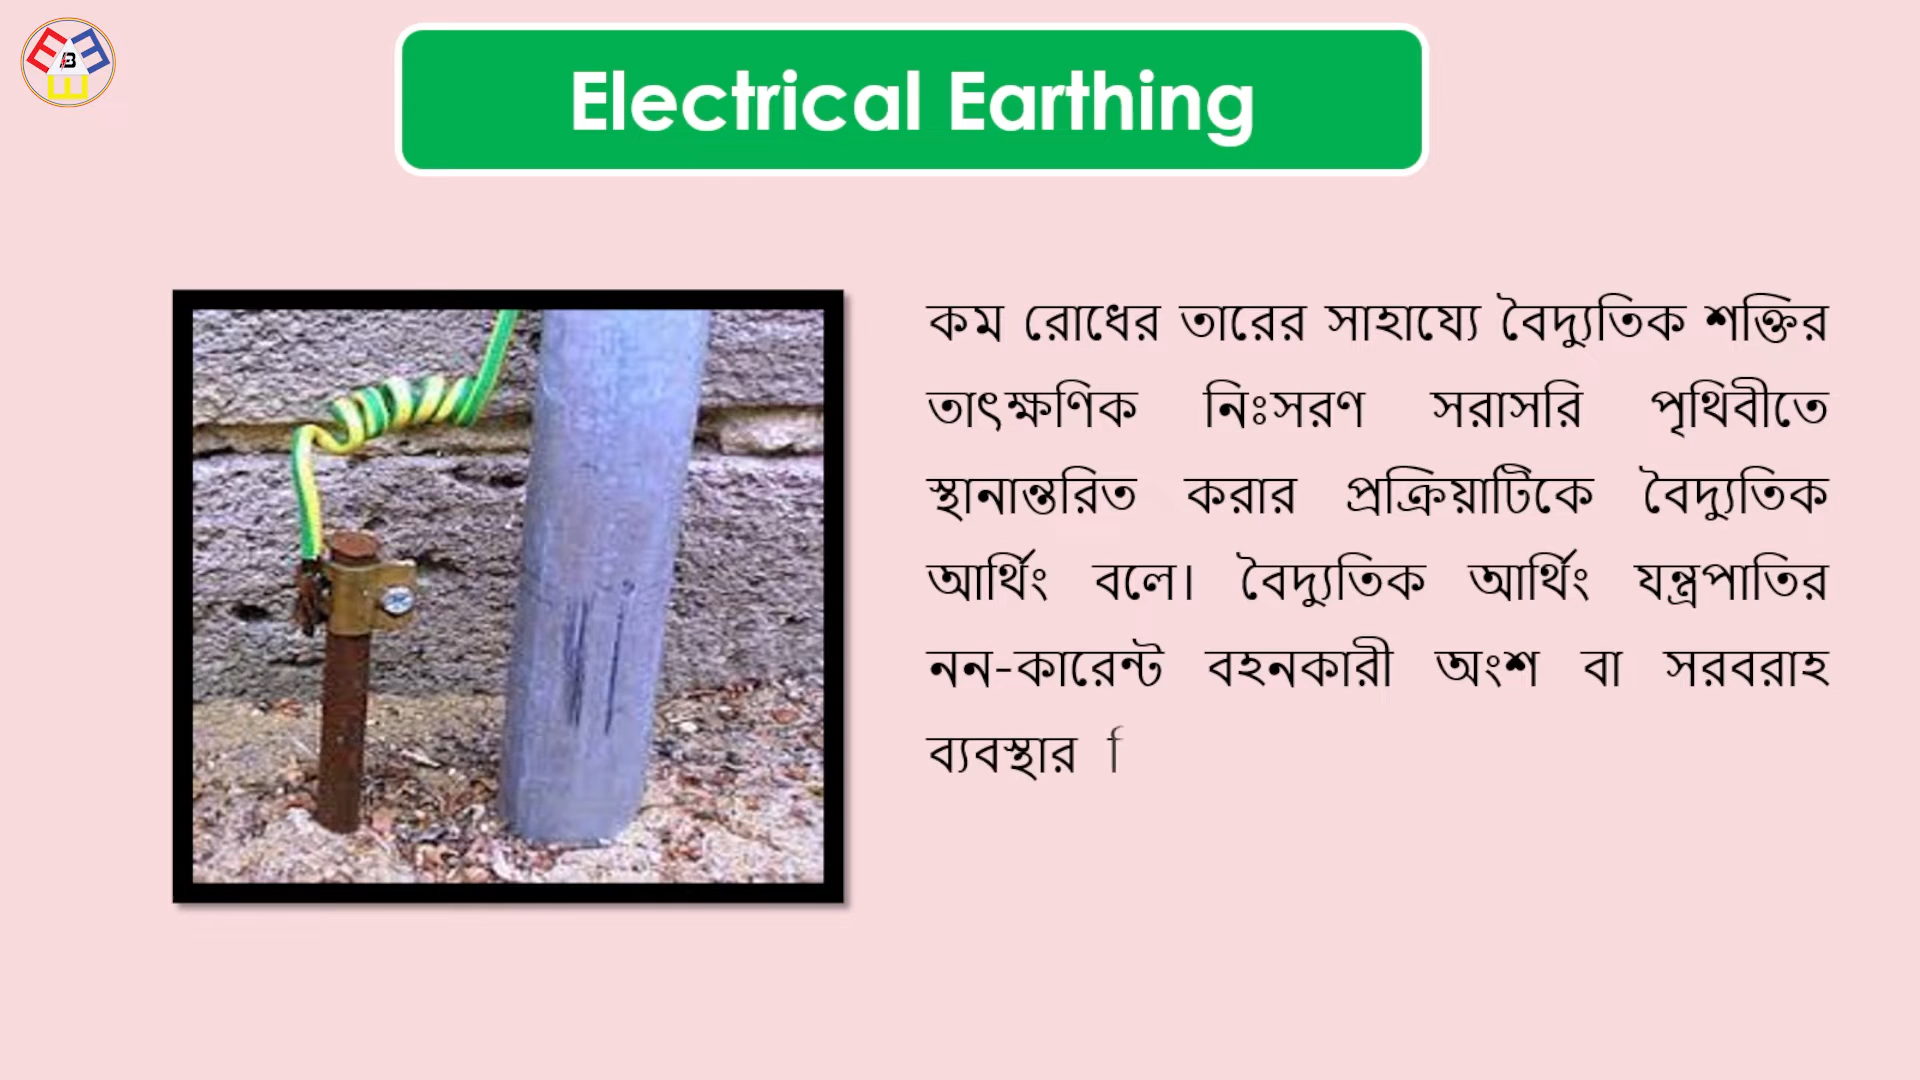 Electrical Earthing
কম রোধের তারের সাহায্যে বৈদ্যুতিক শক্তির
তাৎক্ষণিক নিঃসরণ সরাসরি পৃথিবীতে
স্থানান্তরিত করার প্রক্রিয়াটিকে বৈদ্যুতিক
আর্থিং বলে। বৈদ্যুতিক আর্থিং যন্ত্রপাতির
নন-কারেন্ট বহনকারী অংশ বা সরবরাহ
ব্যবস্থার